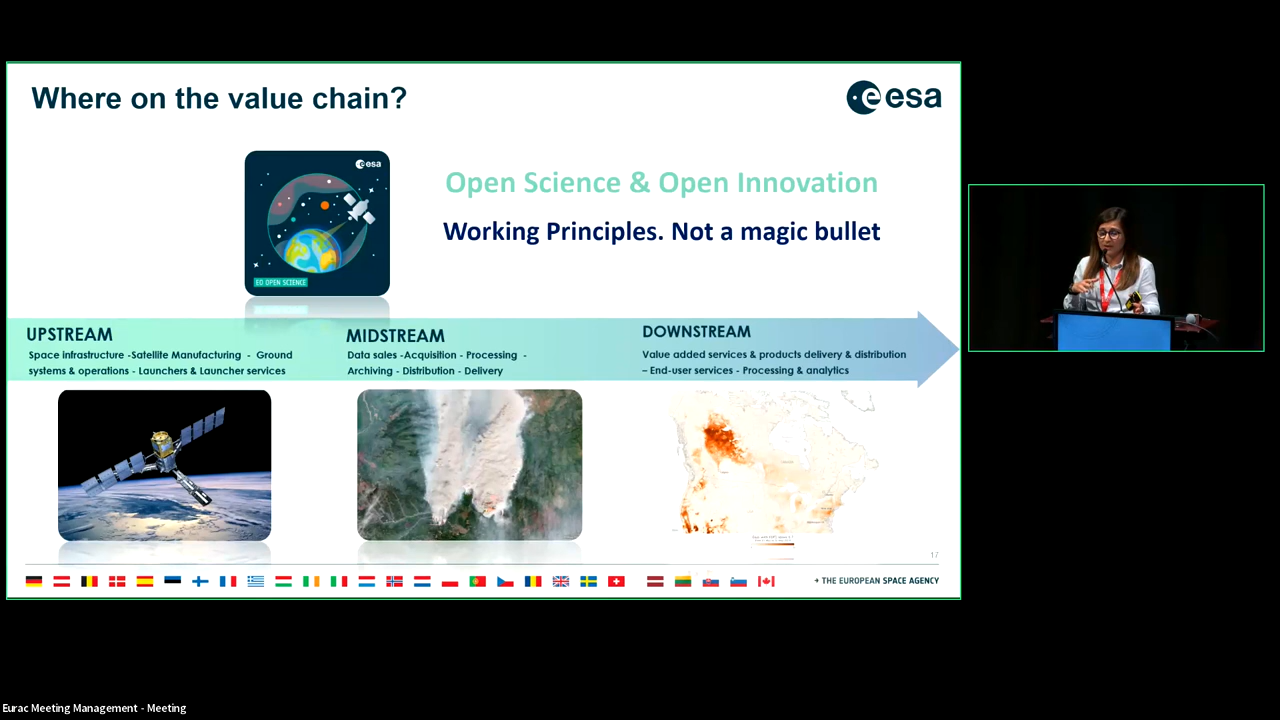 Where on the value chain?
esa
esa
EO OPEN SCIENCE
Open Science & Open Innovation
Working Principles. Not a magic bullet
UPSTREAM
Space infrastructure -Satellite Manufacturing - Ground
systems & operations - Launchers & Launcher services
MIDSTREAM
Data sales -Acquisition - Processing -
Archiving - Distribution - Delivery
DOWNSTREAM
Value added services & products delivery & distribution
– End-user services - Processing & analytics
17
→ THE EUROPEAN SPACE AGENCY
Eurac Meeting Management - Meeting